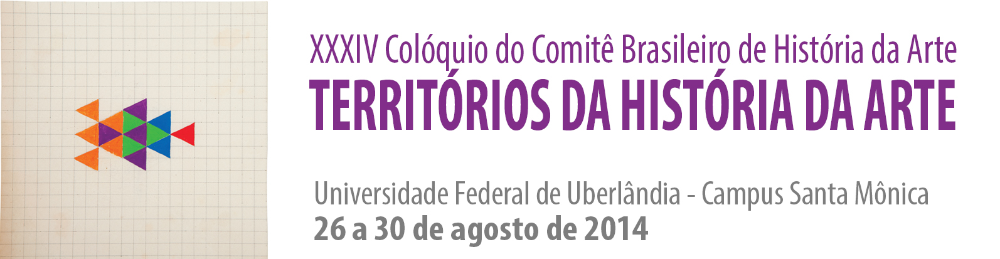 XXXIV Colóquio do Comitê Brasileiro de História da Arte
TERRITÓRIOS DA HISTÓRIA DA ARTE
Universidade Federal de Uberlândia - Campus Santa Mônica
26 a 30 de agosto de 2014